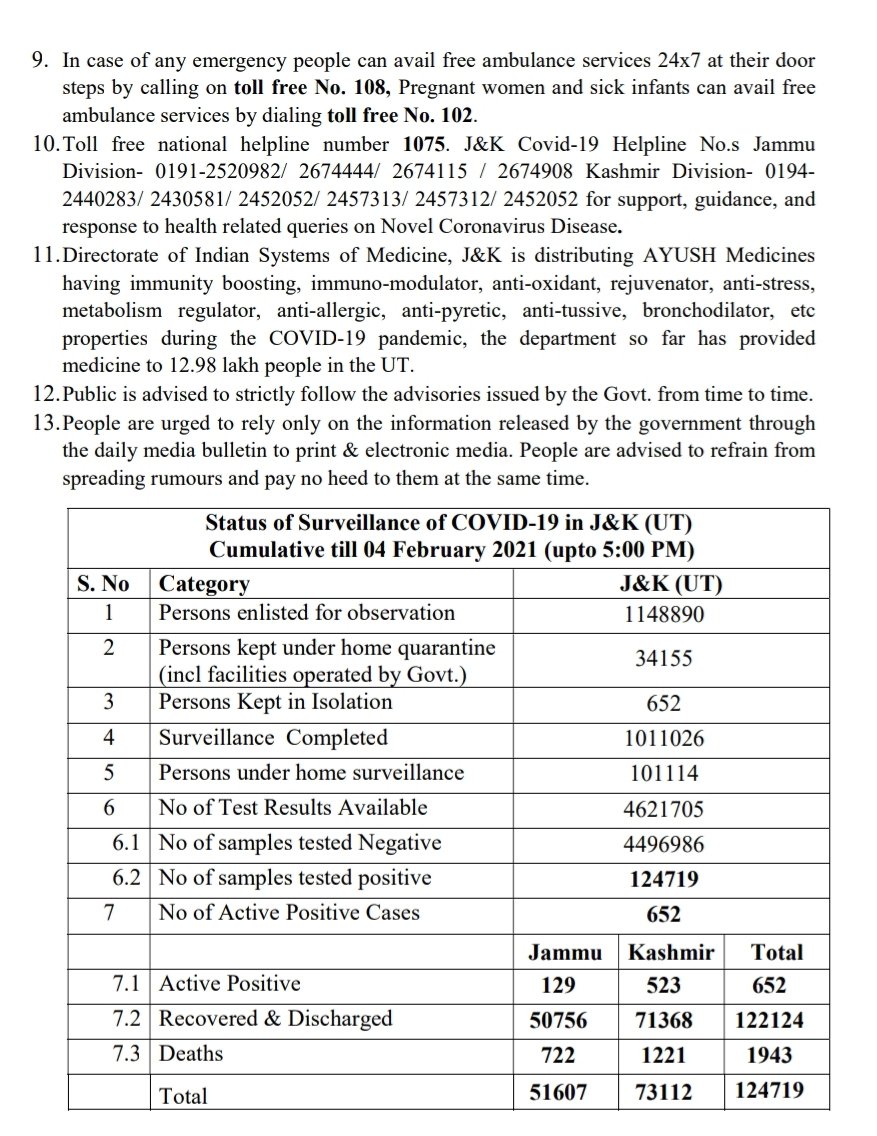 9. In case of any emergency people can avail free ambulance services 24x7 at their door
steps by calling on toll free No. 108, Pregnant women and sick infants can avail free
ambulance services by dialing toll free No. 102.
10. Toll free national helpline number 1075. J&K Covid-19 Helpline No.s Jammu
Division- 0191-2520982/ 2674444/ 2674115 / 2674908 Kashmir Division- 0194-
2440283/ 2430581/ 2452052/ 2457313/ 2457312/ 2452052 for support, guidance, and
response to health related queries on Novel Coronavirus Disease.
11. Directorate of Indian Systems of Medicine, J&K is distributing AYUSH Medicines
having immunity boosting, immuno-modulator, anti-oxidant, rejuvenator, anti-stress,
metabolism regulator, anti-allergic, anti-pyretic, anti-tussive, bronchodilator, etc
properties during the COVID-19 pandemic, the department so far has provided
medicine to 12.98 lakh people in the UT.
12. Public is advised to strictly follow the advisories issued by the Govt. from time to time.
13. People are urged to rely only on the information released by the government through
the daily media bulletin to print & electronic media. People are advised to refrain from
spreading rumours and pay no heed to them at the same time.
Status of Surveillance of COVID-19 in J&K (UT)
Cumulative till 04 February 2021 (upto 5:00 PM)
S. No Category J&K (UT)
1 Persons enlisted for observation 1148890
2 Persons kept under home quarantine
(incl facilities operated by Govt.) 34155
3 Persons Kept in Isolation 652
4 Surveillance Completed 1011026
5 Persons under home surveillance 101114
6 No of Test Results Available 4621705
6.1 No of samples tested Negative 4496986
6.2 No of samples tested positive 124719
7 No of Active Positive Cases 652
Jammu Kashmir Total
7.1 Active Positive 129 523 652
7.2 Recovered & Discharged 50756 71368 122124
7.3 Deaths 722 1221 1943
Total 51607 73112 124719